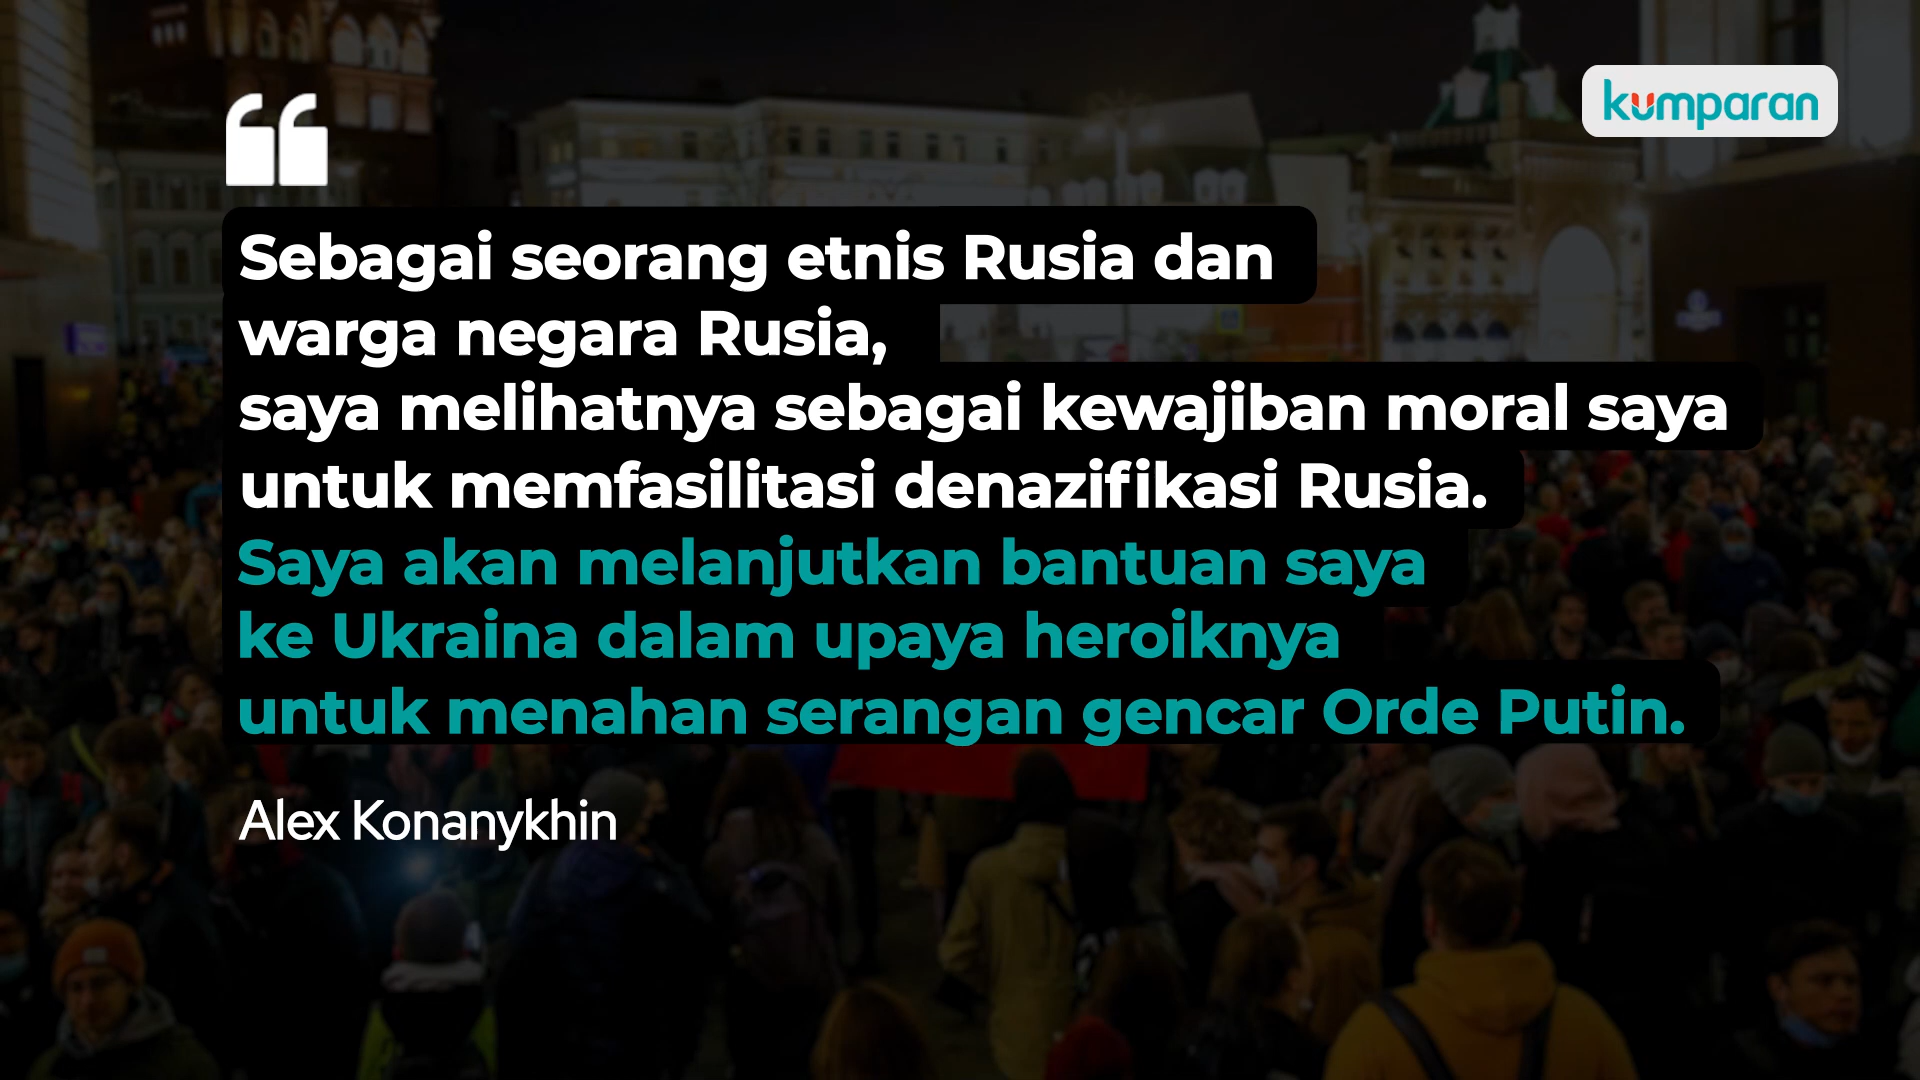 kumparan
Sebagai seorang etnis Rusia dan
warga negara Rusia,
saya melihatnya sebagai kewajiban moral saya
untuk memfasilitasi denazifikasi Rusia.
Saya akan melanjutkan bantuan saya
ke Ukraina dalam upaya heroiknya
untuk menahan serangan gencar Orde Putin.
Alex Konanykhin